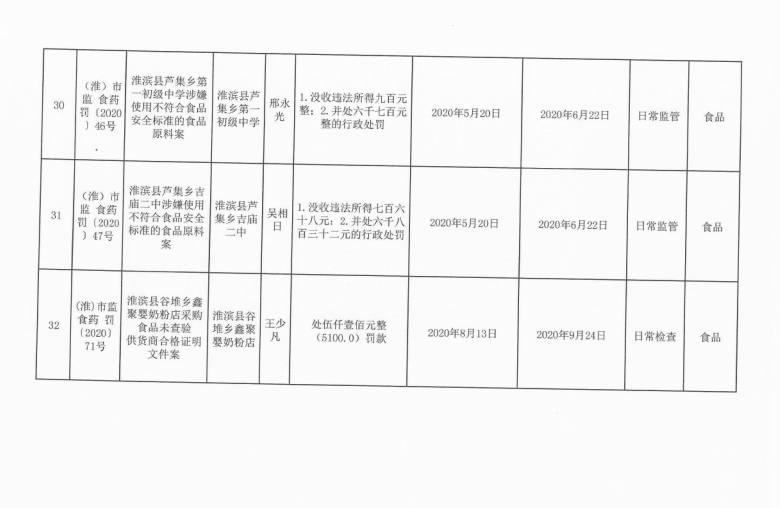 30
（淮）市
监 食药
罚〔2020
〕46号
淮滨县芦集乡第
一初级中学涉嫌
使用不符合食品
安全标准的食品
原料案
淮滨县芦
集乡第一
初级中学
邢永
光
1.没收违法所得九百元
整；2.并处六千七百元
整的行政处罚
2020年5月20日
2020年6月22日
日常监管
食品
31
（淮）市
监 食药
罚〔2020
〕47号
淮滨县芦集乡吉
庙二中涉嫌使用
不符合食品安全
标准的食品原料
案
淮滨县芦
集乡吉庙
二中
吴相
日
1.没收违法所得七百六
十八元；2.并处六千八
百三十二元的行政处罚
2020年5月20日
2020年6月22日
日常监管
食品
32
(淮)市监
食药 罚
〔2020〕
71号
淮滨县谷堆乡鑫
聚婴奶粉店采购
食品未查验
供货商合格证明
文件案
淮滨县谷
堆乡鑫聚
婴奶粉店
王少
凡
处伍仟壹佰元整
（5100.0）罚款
2020年8月13日
2020年9月24日
日常检查
食品